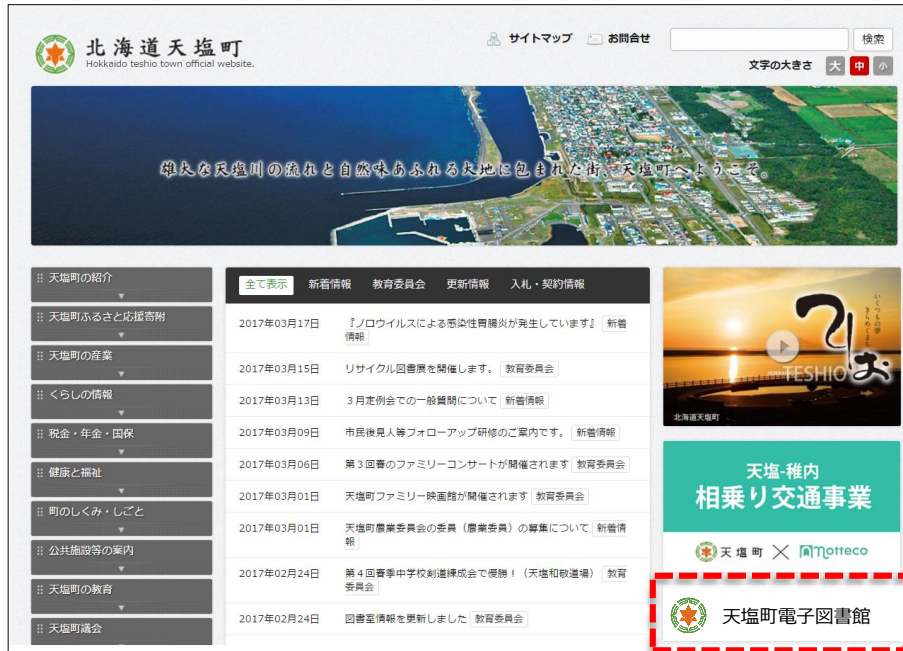 北海道天塩町
Hokkaido teshio town official website.
サイトマップ
お問合せ
検索
文字の大きさ 大 中 小
雄大な天塩川の流れと自然味あふれる大地に包まれた街、天塩町へようこそ。
天塩町の紹介
天塩町ふるさと応援寄附
天塩町の産業
くらしの情報
税金・年金・国保
健康と福祉
町のしくみ・しごと
公共施設等の案内
天塩町の教育
天塩町議会
全て表示 新着情報 教育委員会 更新情報 入札・契約情報
2017年03月17日 『ノロウイルスによる感染性胃腸炎が発生しています』 新着
情報
2017年03月15日 リサイクル図書展を開催します。 教育委員会
2017年03月13日 3月定例会での一般質問について 新着情報
2017年03月09日 市民後見人等フォローアップ研修のご案内です。 新着情報
2017年03月06日 第3回春のファミリーコンサートが開催されます 教育委員会
2017年03月01日 天塩町ファミリー映画館が開催されます 教育委員会
2017年03月01日 天塩町農業委員会の委員(農業委員)の募集について 新着情
報
2017年02月24日 第4回春季中学校剣道練成会で優勝!(天塩和敬道場) 教育
委員会
2017年02月24日 図書室情報を更新しました 教育委員会
てしお
TESHIO
北海道天塩町
天塩-稚内
相乗り交通事業
天塩町 × notteco
天塩町電子図書館